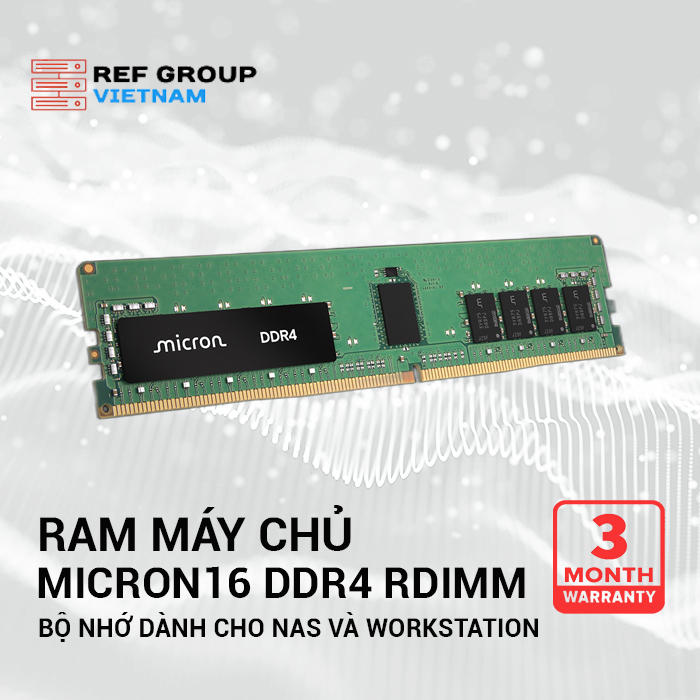 REF GROUP
VIETNAM
micron
DDR4
RAM MÁY CHỦ
MICRON16 DDR4 RDIMM
BỘ NHỚ DÀNH CHO NAS VÀ WORKSTATION
3
MONTH
WARRANTY